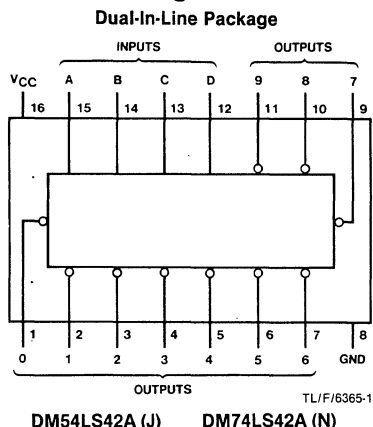 Dual-In-Line Package
INPUTS OUTPUTS
VCC A B C D 9 8 7
16 15 14 13 12 11 10 9
1 2 3 4 5 6 7 8
0 1 2 3 4 5 6 GND
OUTPUTS
TL/F/6365-1
DM54LS42A (J) DM74LS42A (N)